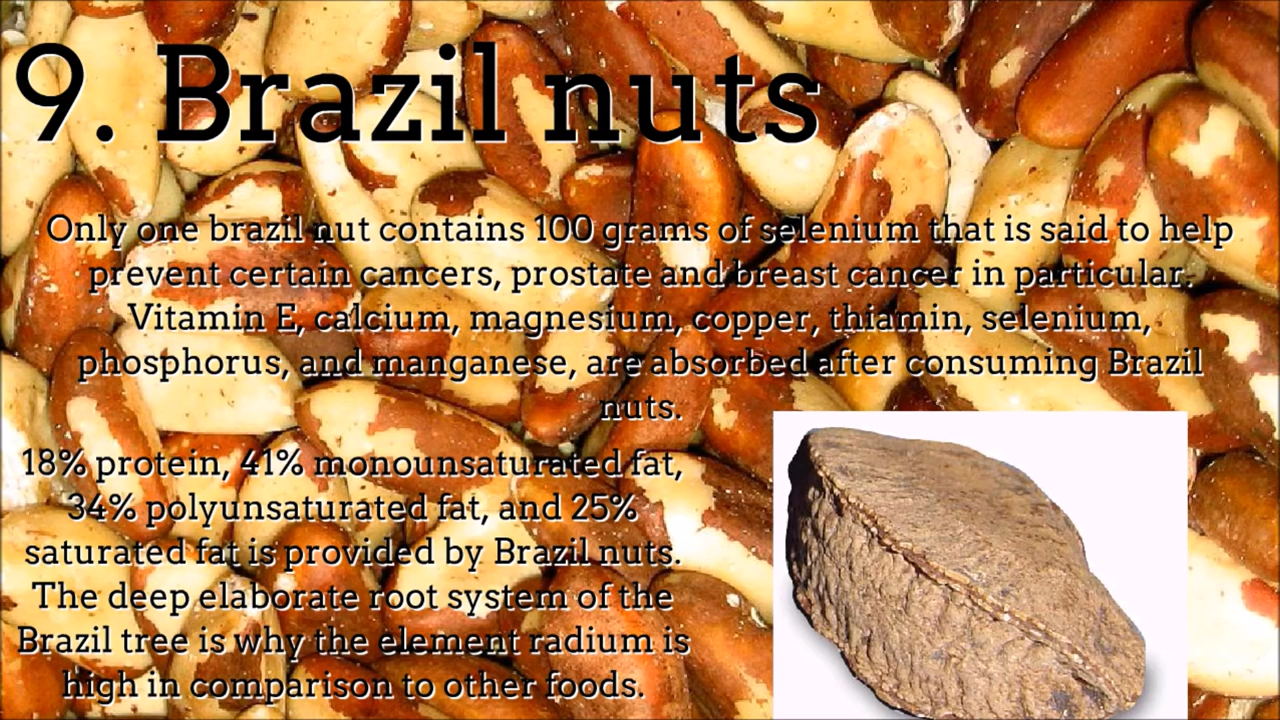 9. Brazil nuts
Only one brazil nut contains 100 grams of selenium that is said to help
prevent certain cancers, prostate and breast cancer in particular.
Vitamin E, calcium, magnesium, copper, thiamin, selenium,
phosphorus, and manganese, are absorbed after consuming Brazil
nuts.
18% protein, 41% monounsaturated fat,
34% polyunsaturated fat, and 25%
saturated fat is provided by Brazil nuts.
The deep elaborate root system of the
Brazil tree is why the element radium is
high in comparison to other foods.